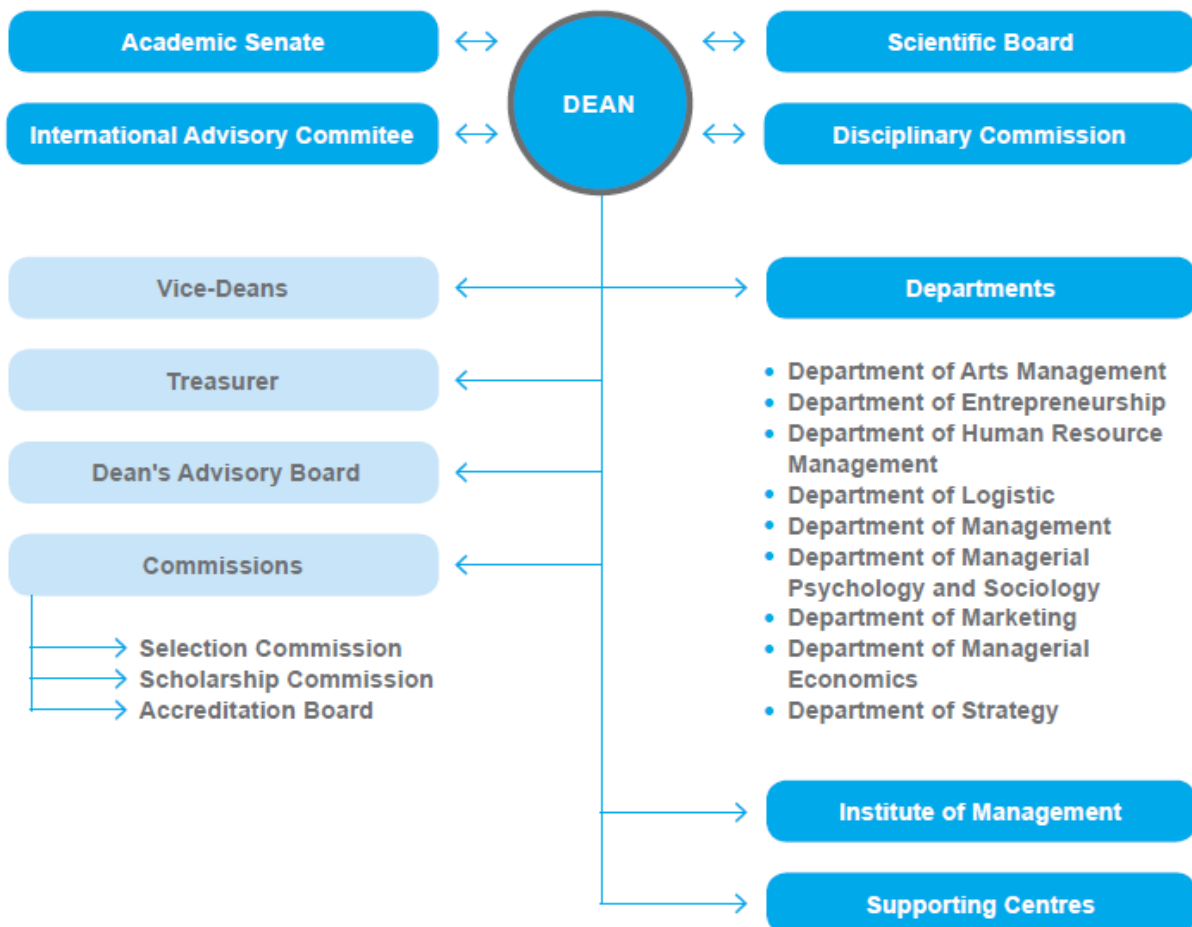 Academic Senate
DEAN
Scientific Board
International Advisory Commitee
Disciplinary Commission
Vice-Deans
Treasurer
Dean's Advisory Board
Commissions
Selection Commission
Scholarship Commission
Accreditation Board
Departments
Department of Arts Management
Department of Entrepreneurship
Department of Human Resource
Management
Department of Logistic
Department of Management
Department of Managerial
Psychology and Sociology
Department of Marketing
Department of Managerial
Economics
Department of Strategy
Institute of Management
Supporting Centres